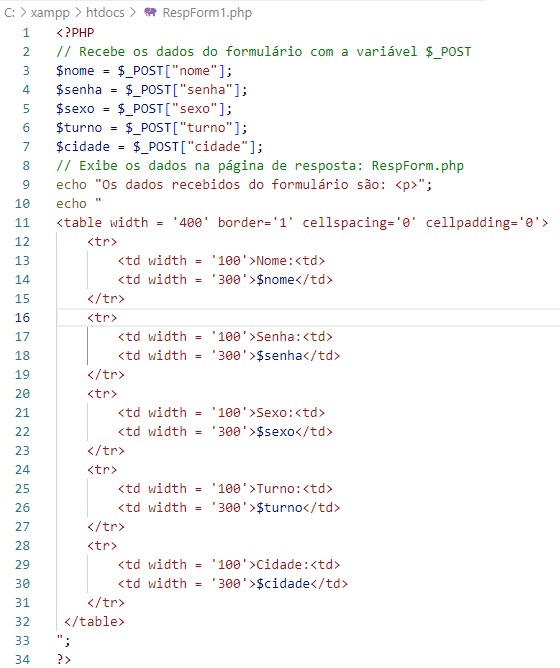 C: > xampp > htdocs > RespForm1.php
1 <?PHP
2 // Recebe os dados do formulário com a variável $_POST
3 $nome = $_POST["nome"];
4 $senha = $_POST["senha"];
5 $sexo = $_POST["sexo"];
6 $turno = $_POST["turno"];
7 $cidade = $_POST["cidade"];
8 // Exibe os dados na página de resposta: RespForm.php
9 echo "Os dados recebidos do formulário são: <p>";
10 echo "
11 <table width = '400' border='1' cellspacing='0' cellpadding='0'>
12     <tr>
13         <td width = '100'>Nome:<td>
14         <td width = '300'>$nome</td>
15     </tr>
16     <tr>
17         <td width = '100'>Senha:<td>
18         <td width = '300'>$senha</td>
19     </tr>
20     <tr>
21         <td width = '100'>Sexo:<td>
22         <td width = '300'>$sexo</td>
23     </tr>
24     <tr>
25         <td width = '100'>Turno:<td>
26         <td width = '300'>$turno</td>
27     </tr>
28     <tr>
29         <td width = '100'>Cidade:<td>
30         <td width = '300'>$cidade</td>
31     </tr>
32  </table>
33 ";
34 ?>